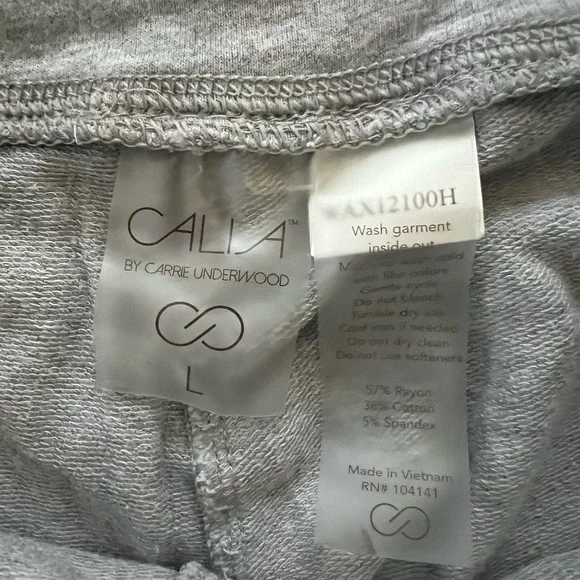 CALIA™
BY CARRIE UNDERWOOD
L
AX12100H
Wash garment
inside out
Machine wash cold
with like colors
Gentle cycle
Do not bleach
Tumble dry low
Cool iron if needed
Do not dry clean
Do not use softeners
57% Rayon
38% Cotton
5% Spandex
Made in Vietnam
RN# 104141